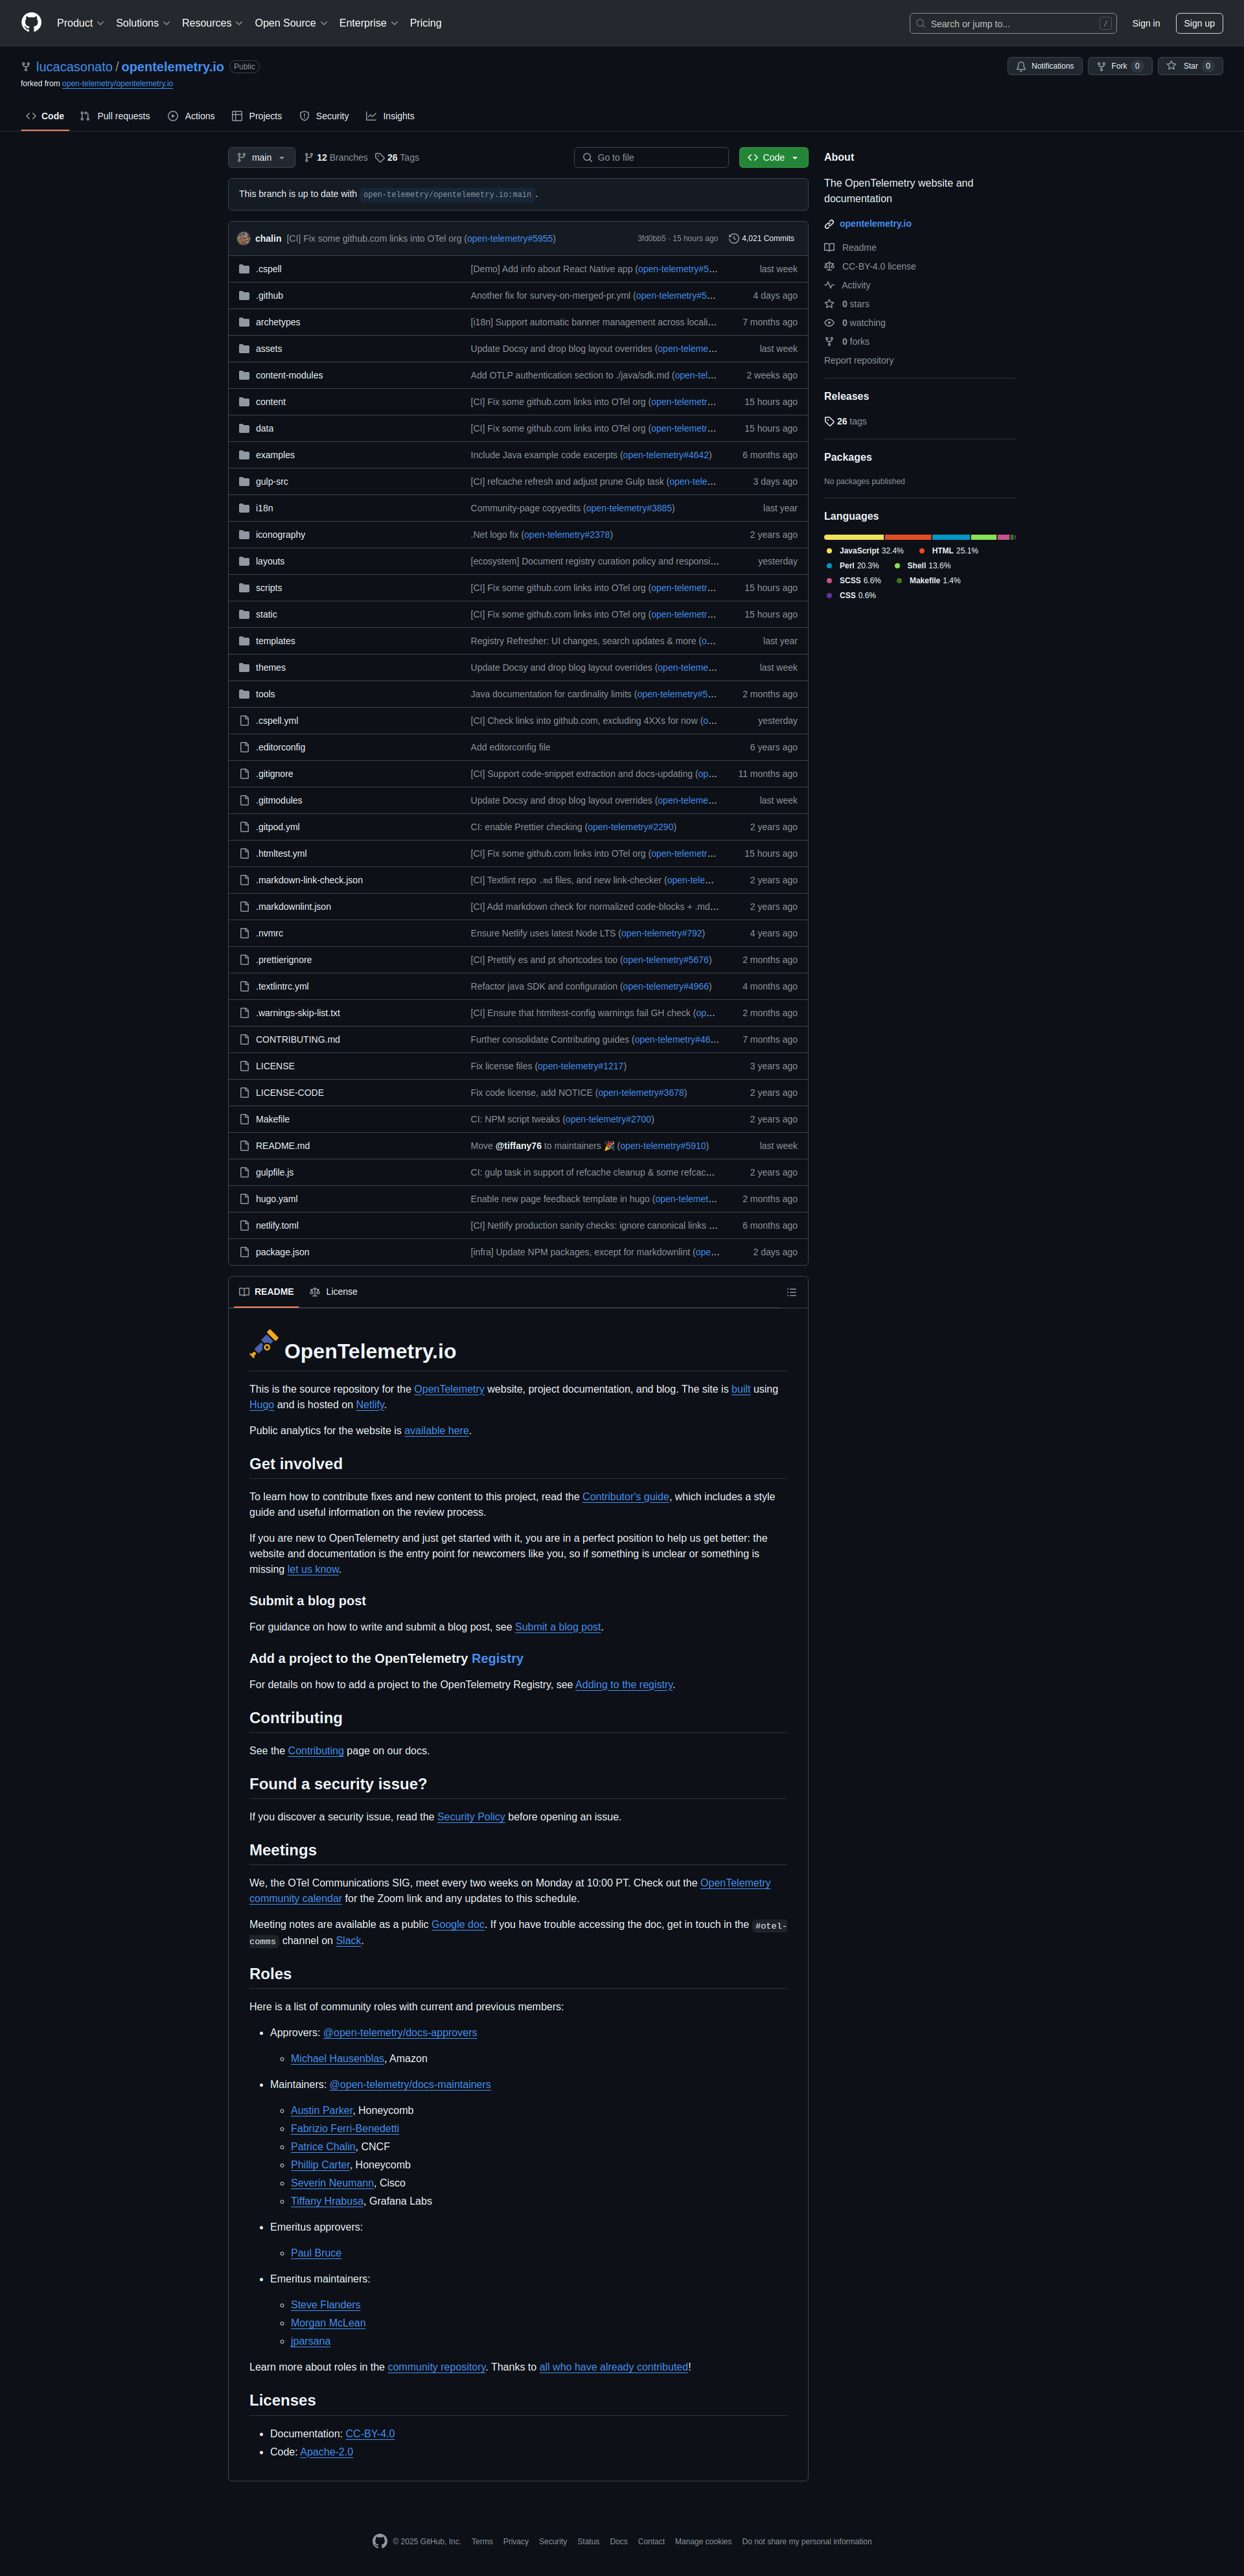 Product Solutions Resources Open Source Enterprise Pricing Search or jump to... / Sign in Sign up
lucacasonato / opentelemetry.io Public Notifications Fork 0 Star 0
forked from open-telemetry/opentelemetry.io
Code Pull requests Actions Projects Security Insights
main 12 Branches 26 Tags Go to file Code
This branch is up to date with open-telemetry/opentelemetry.io:main.
chalin [CI] Fix some github.com links into OTel org (open-telemetry#5955) 3fd0bb5 · 15 hours ago 4,021 Commits
.cspell [Demo] Add info about React Native app (open-telemetry#5... last week
.github Another fix for survey-on-merged-pr.yml (open-telemetry#5... 4 days ago
archetypes [i18n] Support automatic banner management across locali... 7 months ago
assets Update Docsy and drop blog layout overrides (open-teleme... last week
content-modules Add OTLP authentication section to ./java/sdk.md (open-tel... 2 weeks ago
content [CI] Fix some github.com links into OTel org (open-telemetr... 15 hours ago
data [CI] Fix some github.com links into OTel org (open-telemetr... 15 hours ago
examples Include Java example code excerpts (open-telemetry#4642) 6 months ago
gulp-src [CI] refcache refresh and adjust prune Gulp task (open-tele... 3 days ago
i18n Community-page copyedits (open-telemetry#3885) last year
iconography .Net logo fix (open-telemetry#2378) 2 years ago
layouts [ecosystem] Document registry curation policy and responsi... yesterday
scripts [CI] Fix some github.com links into OTel org (open-telemetr... 15 hours ago
static [CI] Fix some github.com links into OTel org (open-telemetr... 15 hours ago
templates Registry Refresher: UI changes, search updates & more (o... last year
themes Update Docsy and drop blog layout overrides (open-teleme... last week
tools Java documentation for cardinality limits (open-telemetry#5... 2 months ago
.cspell.yml [CI] Check links into github.com, excluding 4XXs for now (o... yesterday
.editorconfig Add editorconfig file 6 years ago
.gitignore [CI] Support code-snippet extraction and docs-updating (op... 11 months ago
.gitmodules Update Docsy and drop blog layout overrides (open-teleme... last week
.gitpod.yml CI: enable Prettier checking (open-telemetry#2290) 2 years ago
.htmltest.yml [CI] Fix some github.com links into OTel org (open-telemetr... 15 hours ago
.markdown-link-check.json [CI] Textlint repo .md files, and new link-checker (open-tele... 2 years ago
.markdownlint.json [CI] Add markdown check for normalized code-blocks + .md... 2 years ago
.nvmrc Ensure Netlify uses latest Node LTS (open-telemetry#792) 4 years ago
.prettierignore [CI] Prettify es and pt shortcodes too (open-telemetry#5676) 2 months ago
.textlintrc.yml Refactor java SDK and configuration (open-telemetry#4966) 4 months ago
.warnings-skip-list.txt [CI] Ensure that htmltest-config warnings fail GH check (op... 2 months ago
CONTRIBUTING.md Further consolidate Contributing guides (open-telemetry#46... 7 months ago
LICENSE Fix license files (open-telemetry#1217) 3 years ago
LICENSE-CODE Fix code license, add NOTICE (open-telemetry#3678) 2 years ago
Makefile CI: NPM script tweaks (open-telemetry#2700) 2 years ago
README.md Move @tiffany76 to maintainers 🎉 (open-telemetry#5910) last week
gulpfile.js CI: gulp task in support of refcache cleanup & some refcac... 2 years ago
hugo.yaml Enable new page feedback template in hugo (open-telemet... 2 months ago
netlify.toml [CI] Netlify production sanity checks: ignore canonical links ... 6 months ago
package.json [infra] Update NPM packages, except for markdownlint (ope... 2 days ago
README License
OpenTelemetry.io
This is the source repository for the OpenTelemetry website, project documentation, and blog. The site is built using
Hugo and is hosted on Netlify.
Public analytics for the website is available here.
Get involved
To learn how to contribute fixes and new content to this project, read the Contributor's guide, which includes a style
guide and useful information on the review process.
If you are new to OpenTelemetry and just get started with it, you are in a perfect position to help us get better: the
website and documentation is the entry point for newcomers like you, so if something is unclear or something is
missing let us know.
Submit a blog post
For guidance on how to write and submit a blog post, see Submit a blog post.
Add a project to the OpenTelemetry Registry
For details on how to add a project to the OpenTelemetry Registry, see Adding to the registry.
Contributing
See the Contributing page on our docs.
Found a security issue?
If you discover a security issue, read the Security Policy before opening an issue.
Meetings
We, the OTel Communications SIG, meet every two weeks on Monday at 10:00 PT. Check out the OpenTelemetry
community calendar for the Zoom link and any updates to this schedule.
Meeting notes are available as a public Google doc. If you have trouble accessing the doc, get in touch in the #otel-
comms channel on Slack.
Roles
Here is a list of community roles with current and previous members:
Approvers: @open-telemetry/docs-approvers
Michael Hausenblas, Amazon
Maintainers: @open-telemetry/docs-maintainers
Austin Parker, Honeycomb
Fabrizio Ferri-Benedetti
Patrice Chalin, CNCF
Phillip Carter, Honeycomb
Severin Neumann, Cisco
Tiffany Hrabusa, Grafana Labs
Emeritus approvers:
Paul Bruce
Emeritus maintainers:
Steve Flanders
Morgan McLean
jparsana
Learn more about roles in the community repository. Thanks to all who have already contributed!
Licenses
Documentation: CC-BY-4.0
Code: Apache-2.0
About
The OpenTelemetry website and
documentation
opentelemetry.io
Readme
CC-BY-4.0 license
Activity
0 stars
0 watching
0 forks
Report repository
Releases
26 tags
Packages
No packages published
Languages
JavaScript 32.4% HTML 25.1%
Perl 20.3% Shell 13.6%
SCSS 6.6% Makefile 1.4%
CSS 0.6%
© 2025 GitHub, Inc. Terms Privacy Security Status Docs Contact Manage cookies Do not share my personal information